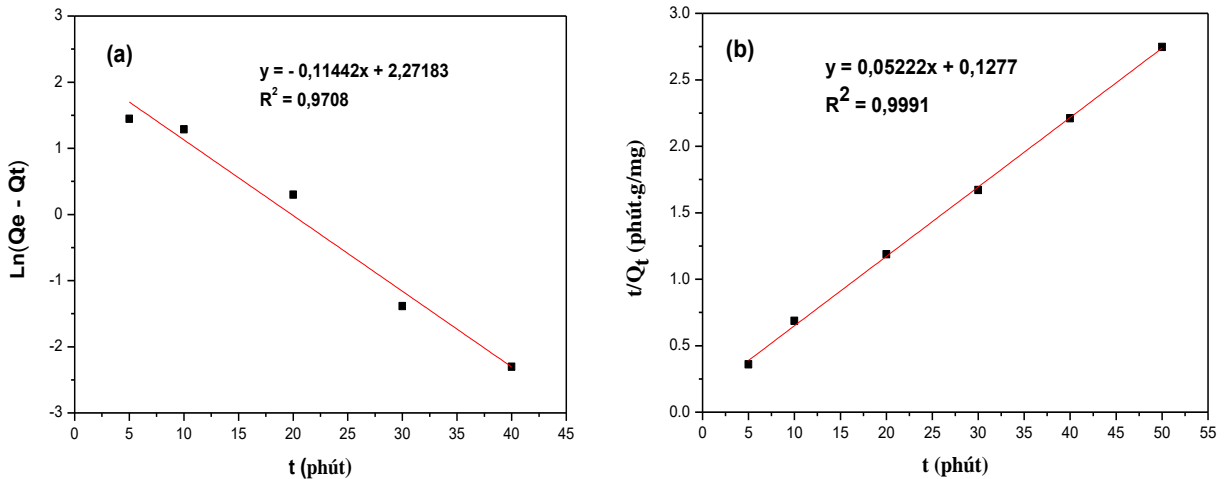 (a)
y = - 0,11442x + 2,27183
R² = 0,9708
Ln(Qe - Qt)
3
2
1
0
-1
-2
-3
0 5 10 15 20 25 30 35 40 45
t (phút)
(b)
y = 0,05222x + 0,1277
R² = 0,9991
t/Qt (phút.g/mg)
3.0
2.5
2.0
1.5
1.0
0.5
0.0
0 5 10 15 20 25 30 35 40 45 50 55
t (phút)